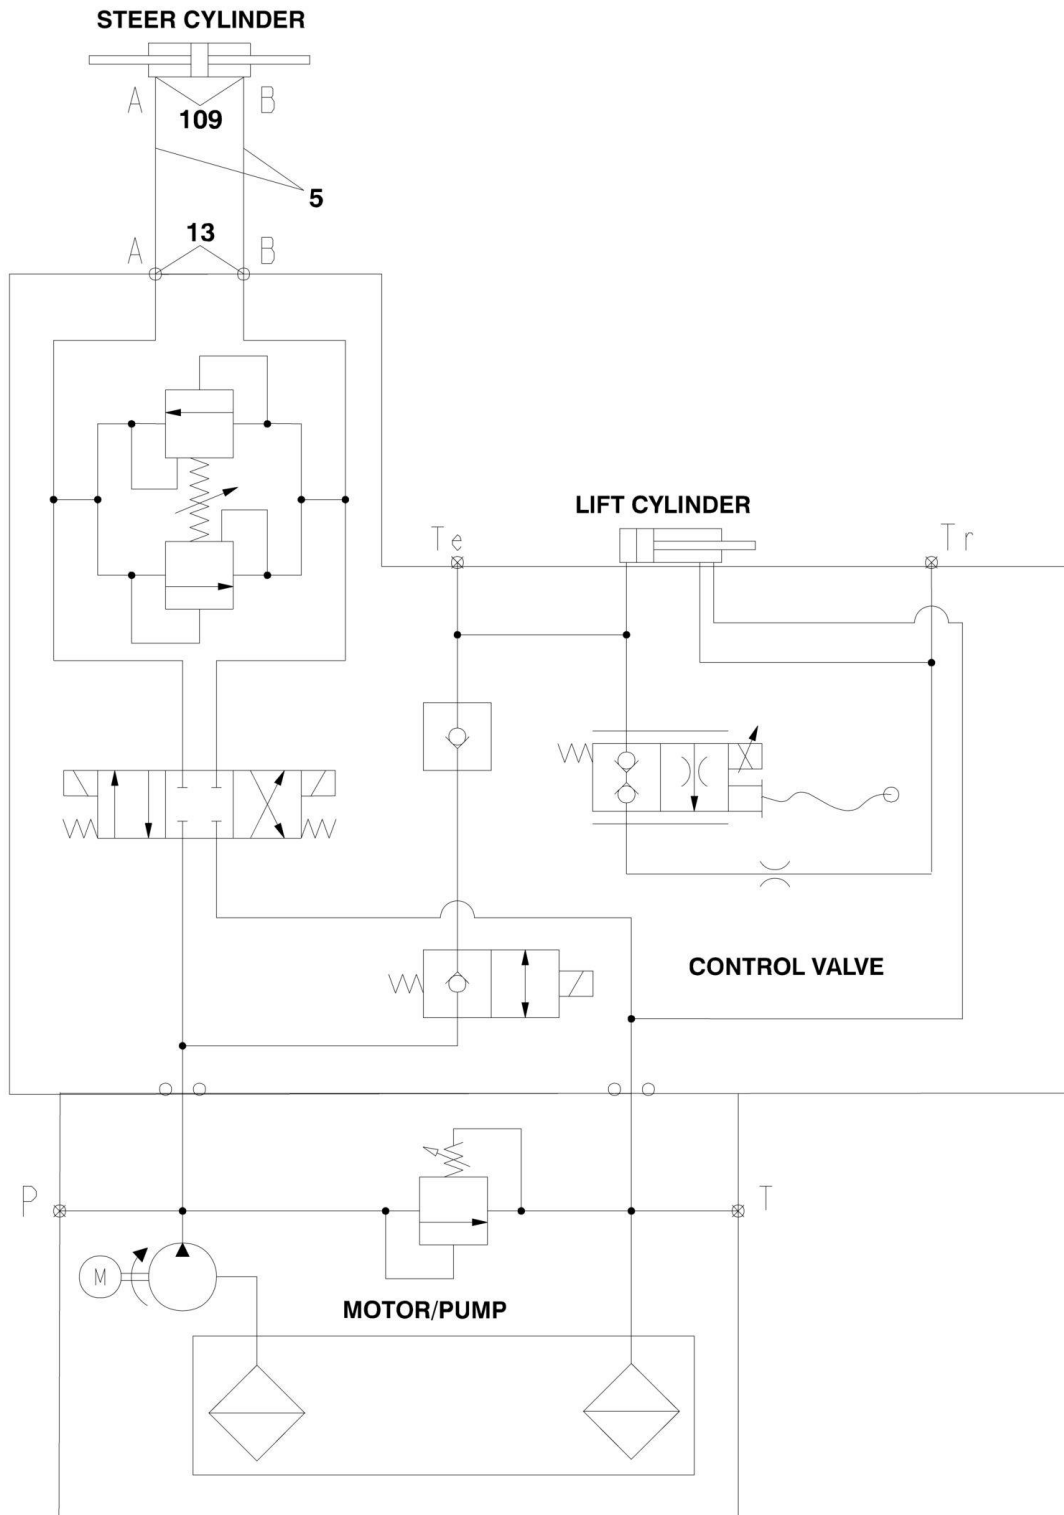 STEER CYLINDER
A B
109
5
13
A B
LIFT CYLINDER
Te Tr
CONTROL VALVE
P T
M
MOTOR/PUMP